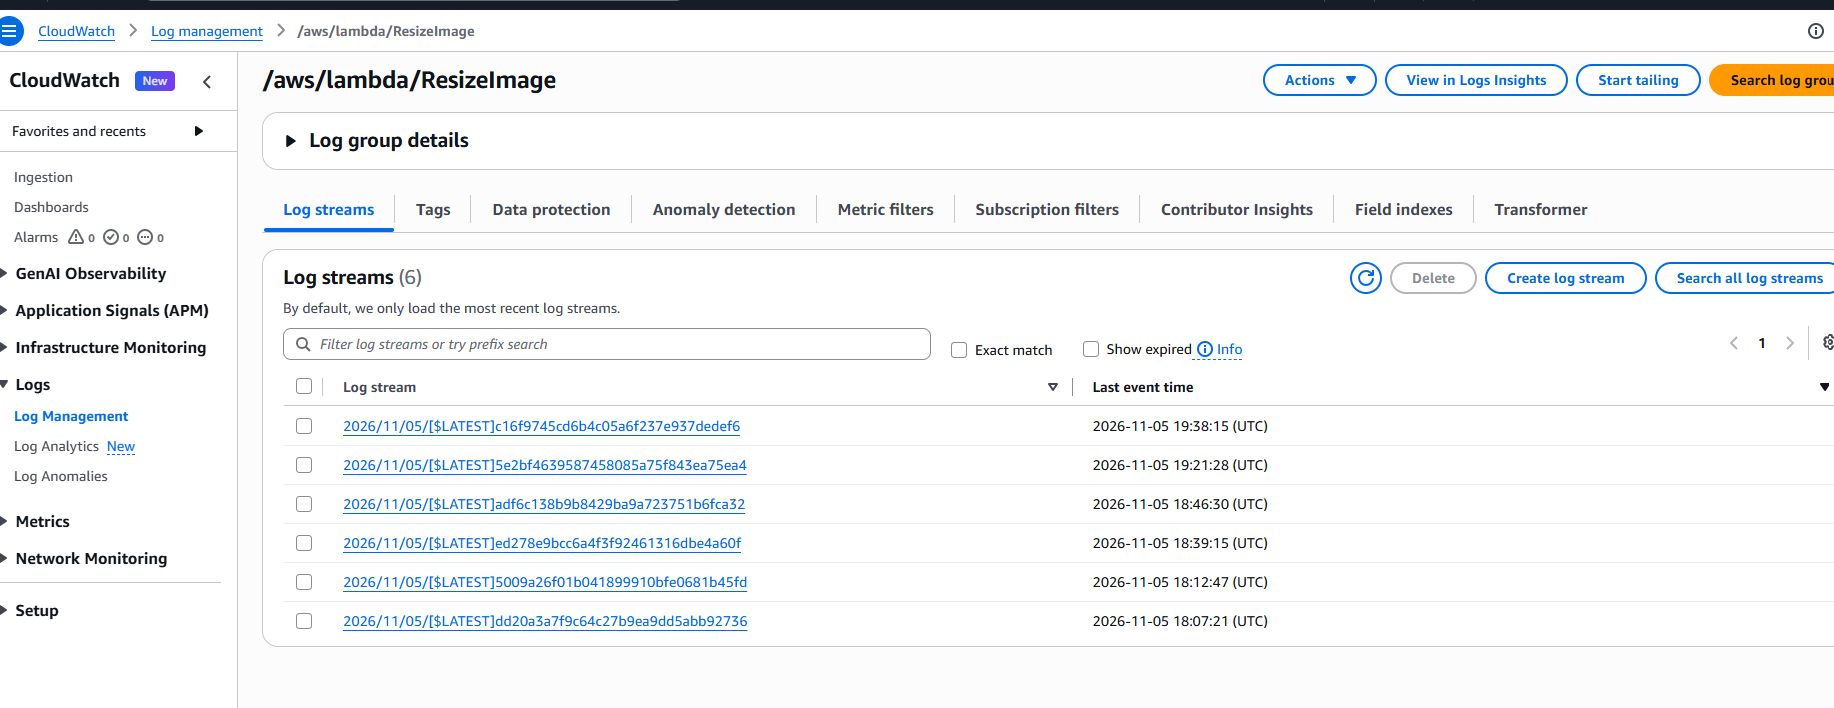 CloudWatch > Log management > /aws/lambda/ResizeImage
CloudWatch New
Favorites and recents
Ingestion
Dashboards
Alarms 0 0 0
GenAI Observability
Application Signals (APM)
Infrastructure Monitoring
Logs
Log Management
Log Analytics New
Log Anomalies
Metrics
Network Monitoring
Setup
/aws/lambda/ResizeImage
Actions View in Logs Insights Start tailing Search log grou
Log group details
Log streams Tags Data protection Anomaly detection Metric filters Subscription filters Contributor Insights Field indexes Transformer
Log streams (6)
Delete Create log stream Search all log streams
By default, we only load the most recent log streams.
Filter log streams or try prefix search Exact match Show expired Info 1
Log stream Last event time
2026/11/05/[$LATEST]c16f9745cd6b4c05a6f237e937dedef6 2026-11-05 19:38:15 (UTC)
2026/11/05/[$LATEST]5e2bf4639587458085a75f843ea75ea4 2026-11-05 19:21:28 (UTC)
2026/11/05/[$LATEST]adf6c138b9b8429ba9a723751b6fca32 2026-11-05 18:46:30 (UTC)
2026/11/05/[$LATEST]ed278e9bcc6a4f3f92461316dbe4a60f 2026-11-05 18:39:15 (UTC)
2026/11/05/[$LATEST]5009a26f01b041899910bfe0681b45fd 2026-11-05 18:12:47 (UTC)
2026/11/05/[$LATEST]dd20a3a7f9c64c27b9ea9dd5abb92736 2026-11-05 18:07:21 (UTC)